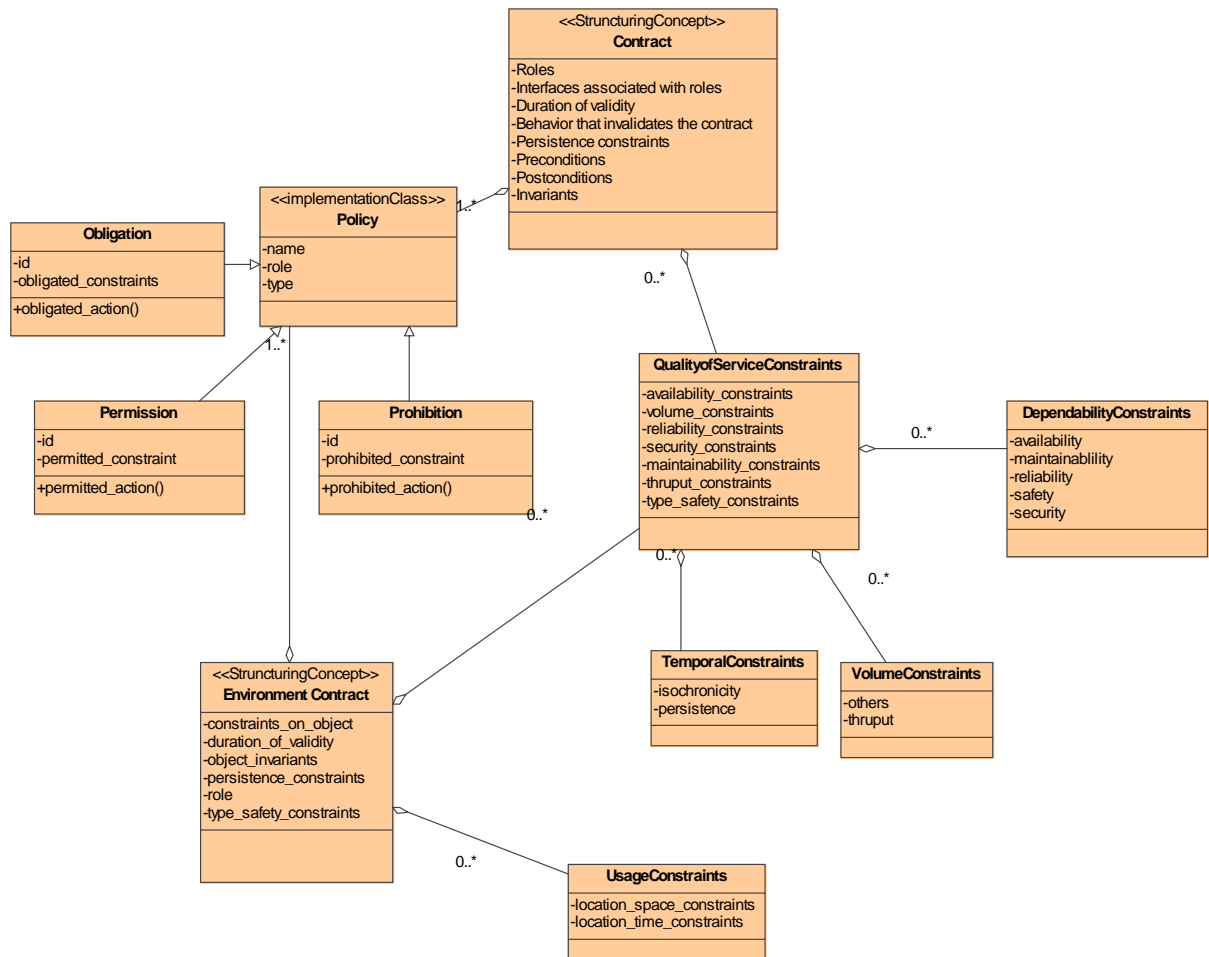 <<StruncturingConcept>>
Contract
-Roles
-Interfaces associated with roles
-Duration of validity
-Behavior that invalidates the contract
-Persistence constraints
-Preconditions
-Postconditions
-Invariants
1..*
<<implementationClass>>
Policy
-name
-role
-type
Obligation
-id
-obligated_constraints
+obligated_action()
0..*
1..*
QualityofServiceConstraints
-availability_constraints
-volume_constraints
-reliability_constraints
-security_constraints
-maintainability_constraints
-thruput_constraints
-type_safety_constraints
Permission
-id
-permitted_constraint
+permitted_action()
Prohibition
-id
-prohibited_constraint
+prohibited_action()
0..*
DependabilityConstraints
-availability
-maintainablility
-reliability
-safety
-security
0..*
0..*
0..*
<<StruncturingConcept>>
Environment Contract
-constraints_on_object
-duration_of_validity
-object_invariants
-persistence_constraints
-role
-type_safety_constraints
TemporalConstraints
-isochronicity
-persistence
VolumeConstraints
-others
-thruput
0..*
UsageConstraints
-location_space_constraints
-location_time_constraints